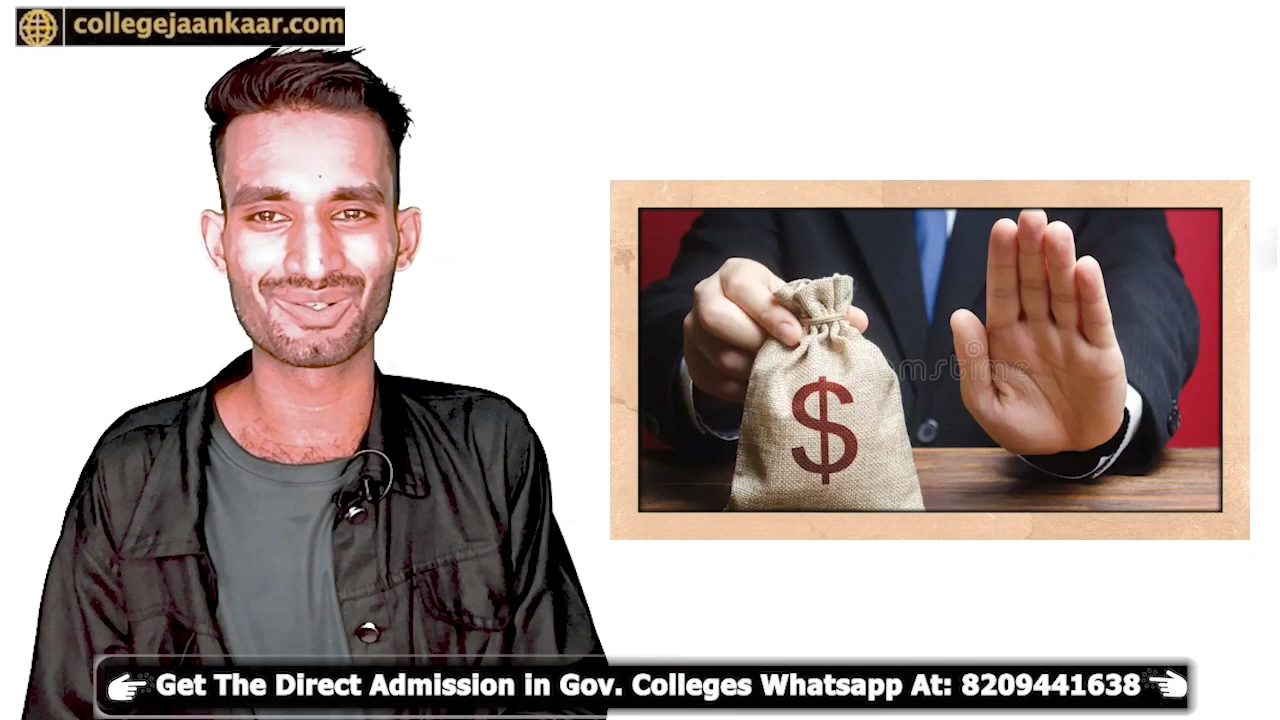 collegejaankaar.com
$
Get The Direct Admission in Gov. Colleges Whatsapp At: 8209441638